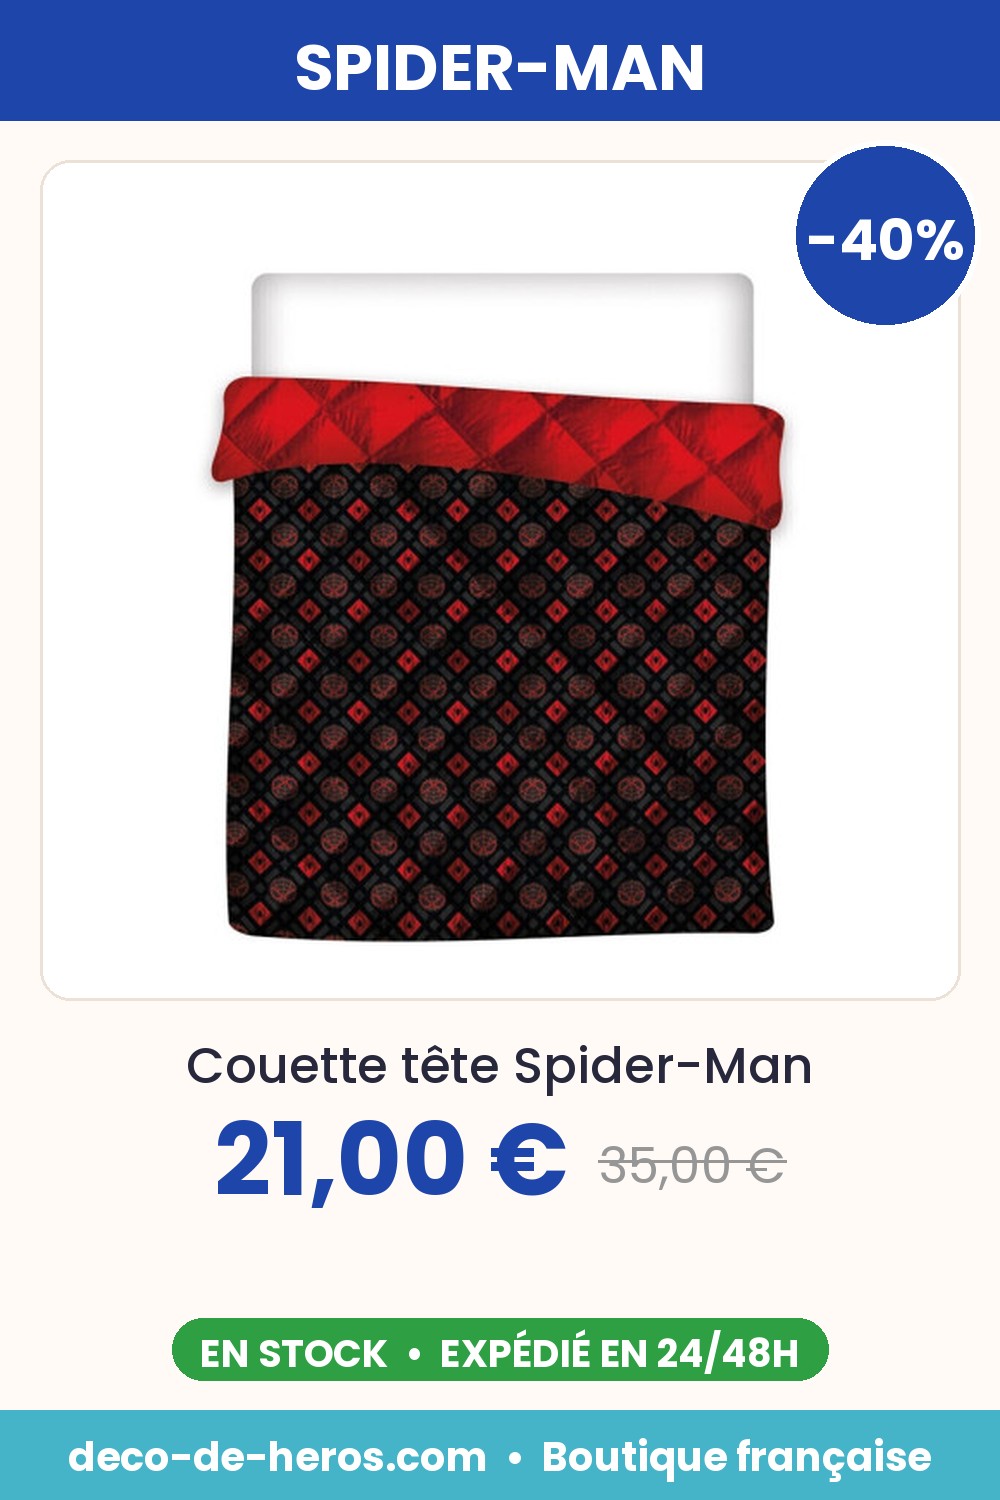 SPIDER-MAN
-40%
Couette tête Spider-Man
21,00 € 35,00 €
EN STOCK • EXPÉDIÉ EN 24/48H
deco-de-heros.com • Boutique française